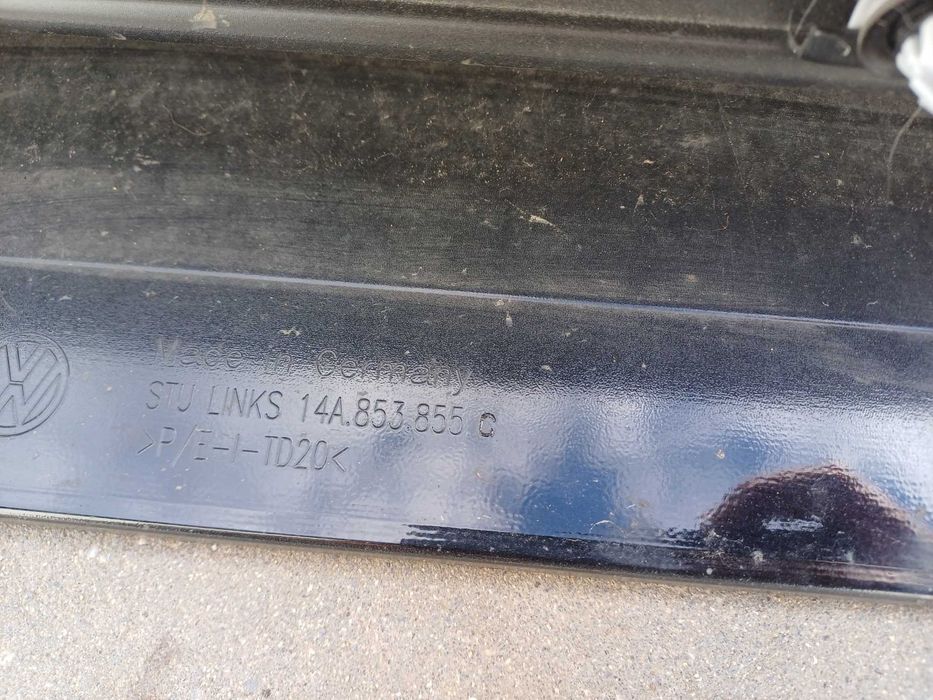 Made in Germany
STU LINKS 14A.853.855 C
>P/E-I-TD20<